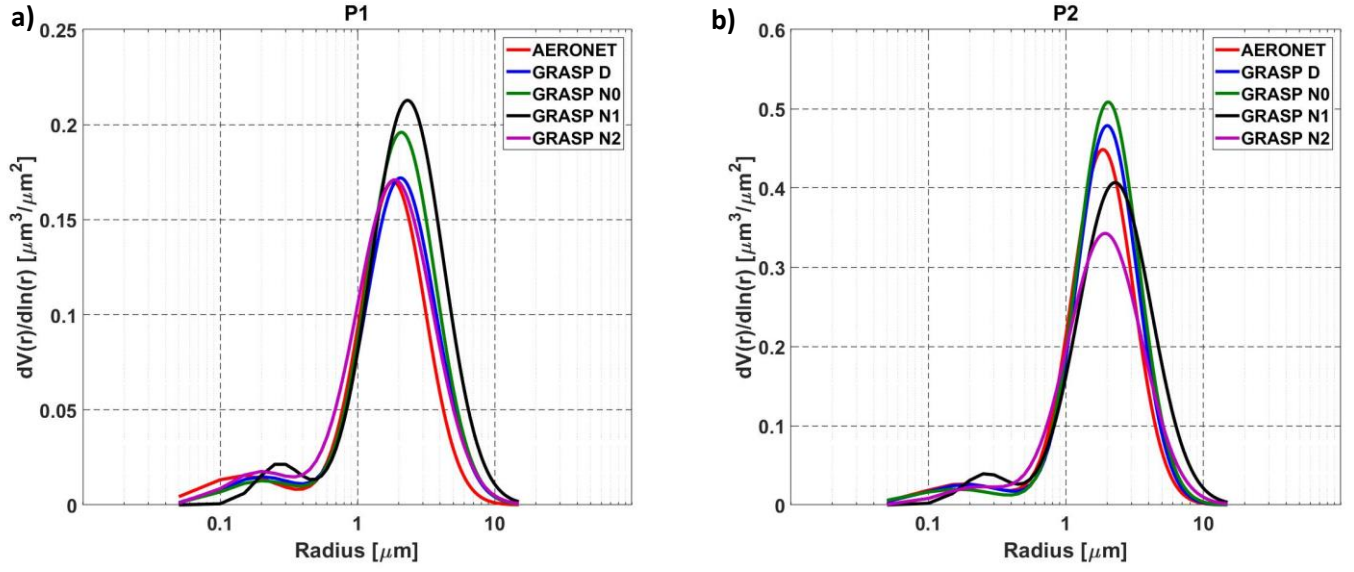 a)
P1
0.25
0.2
0.15
0.1
0.05
0
dV(r)/dln(r) [μm³/μm²]
0.1 1 10
Radius [μm]
AERONET
GRASP D
GRASP N0
GRASP N1
GRASP N2
b)
P2
0.6
0.5
0.4
0.3
0.2
0.1
0
dV(r)/dln(r) [μm³/μm²]
0.1 1 10
Radius [μm]
AERONET
GRASP D
GRASP N0
GRASP N1
GRASP N2